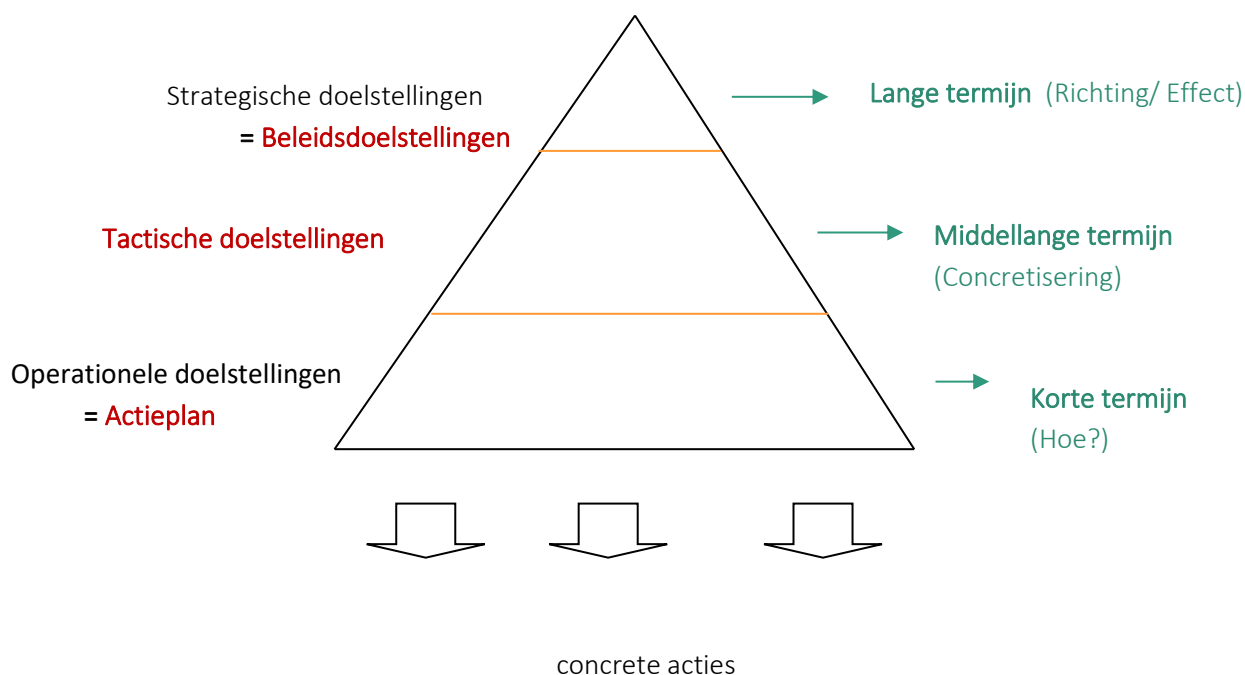 Strategische doelstellingen
= Beleidsdoelstellingen
Lange termijn (Richting/ Effect)
Tactische doelstellingen
Middellange termijn
(Concretisering)
Operationele doelstellingen
= Actieplan
Korte termijn
(Hoe?)
concrete acties